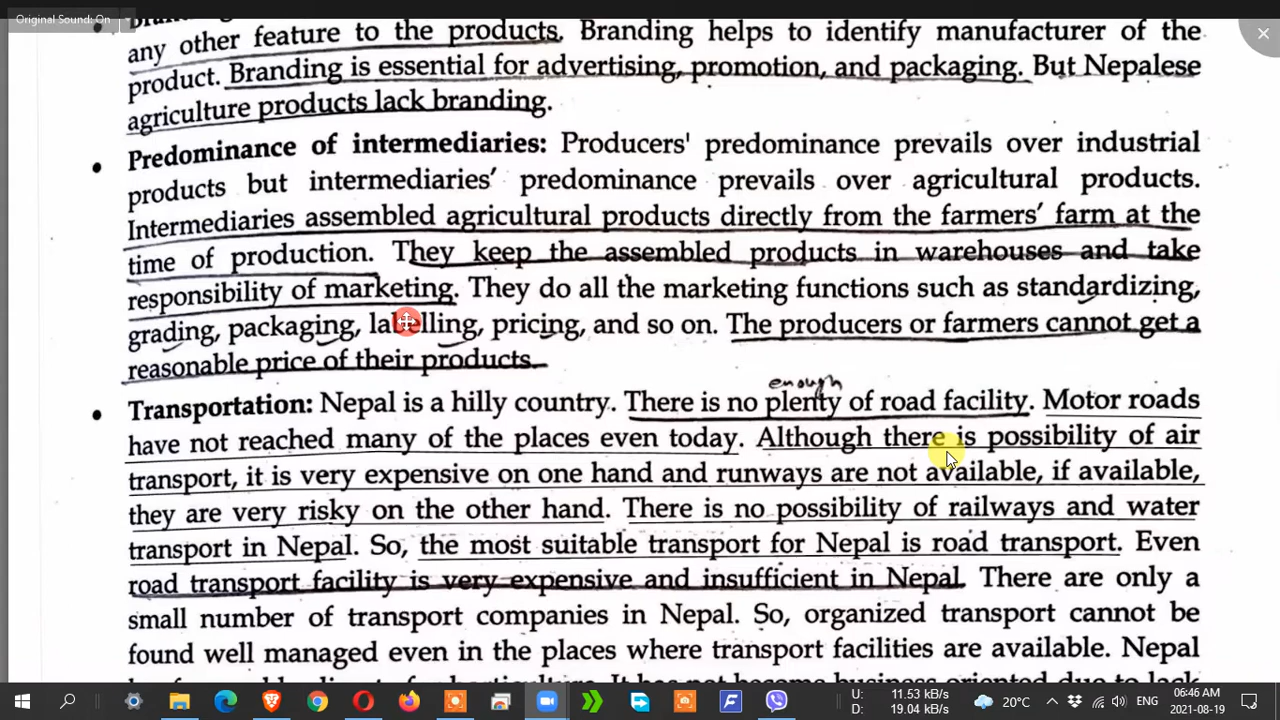 Original Sound: On
any other feature to the products. Branding helps to identify manufacturer of the
product. Branding is essential for advertising, promotion, and packaging. But Nepalese
agriculture products lack branding.
• Predominance of intermediaries: Producers' predominance prevails over industrial
products but intermediaries' predominance prevails over agricultural products.
Intermediaries assembled agricultural products directly from the farmers' farm at the
time of production. They keep the assembled products in warehouses and take
responsibility of marketing. They do all the marketing functions such as standardizing,
grading, packaging, labelling, pricing, and so on. The producers or farmers cannot get a
reasonable price of their products.
enough
• Transportation: Nepal is a hilly country. There is no plenty of road facility. Motor roads
have not reached many of the places even today. Although there is possibility of air
transport, it is very expensive on one hand and runways are not available, if available,
they are very risky on the other hand. There is no possibility of railways and water
transport in Nepal. So, the most suitable transport for Nepal is road transport. Even
road transport facility is very expensive and insufficient in Nepal. There are only a
small number of transport companies in Nepal. So, organized transport cannot be
found well managed even in the places where transport facilities are available. Nepal
U: 11.53 kB/s
D: 19.04 kB/s
20°C
ENG
06:46 AM
2021-08-19